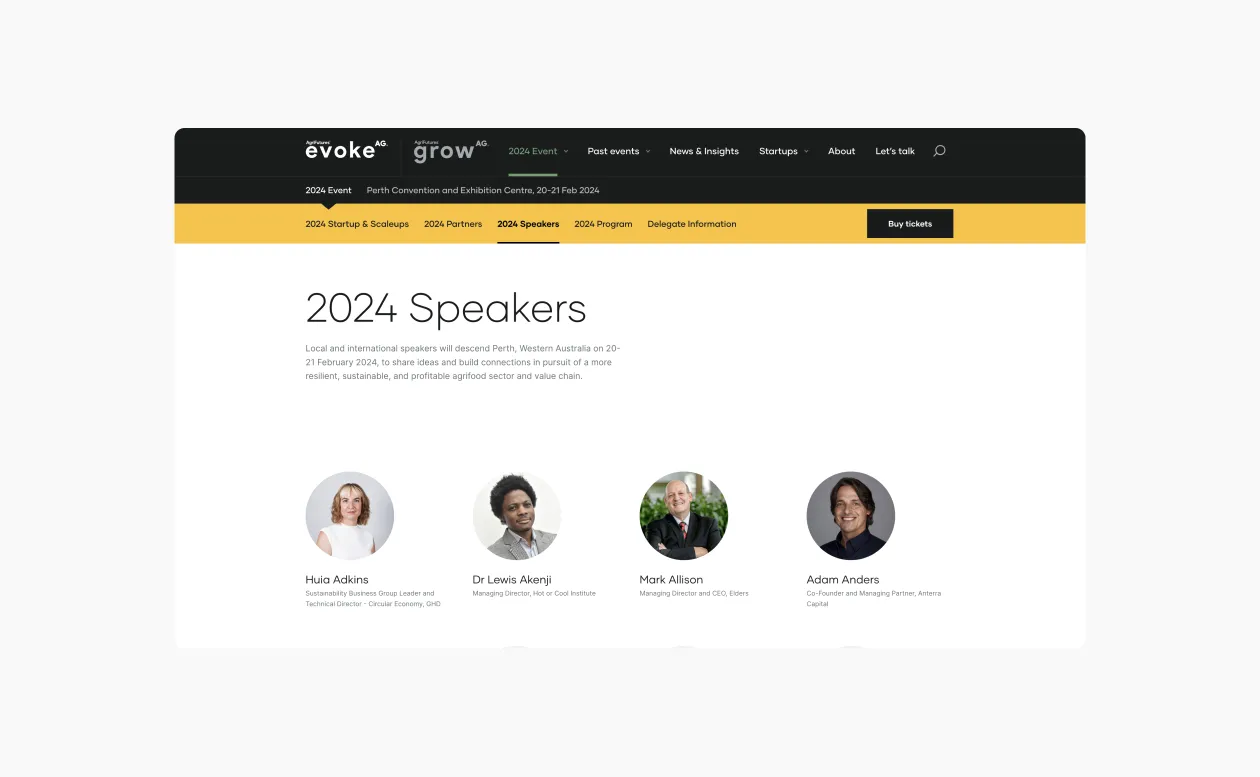 AgriFutures
evoke AG.
AgriFutures
grow AG.
2024 Event
Past events
News & Insights
Startups
About
Let's talk
2024 Event
Perth Convention and Exhibition Centre, 20-21 Feb 2024
2024 Startup & Scaleups
2024 Partners
2024 Speakers
2024 Program
Delegate Information
Buy tickets
2024 Speakers
Local and international speakers will descend Perth, Western Australia on 20-
21 February 2024, to share ideas and build connections in pursuit of a more
resilient, sustainable, and profitable agrifood sector and value chain.
Huia Adkins
Sustainability Business Group Leader and
Technical Director - Circular Economy, GHD
Dr Lewis Akenji
Managing Director, Hot or Cool Institute
Mark Allison
Managing Director and CEO, Elders
Adam Anders
Co-Founder and Managing Partner, Anterra
Capital